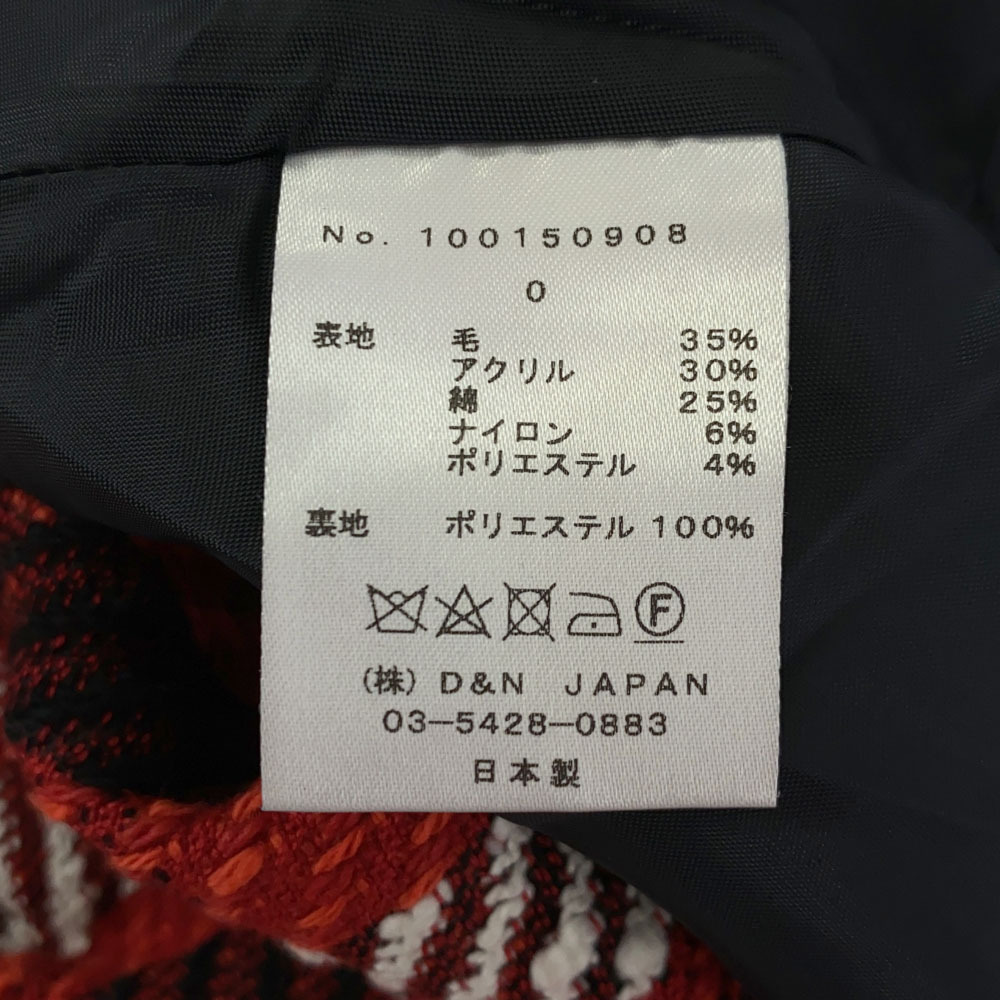 No. 100150908
0
表地 毛 35%
アクリル 30%
綿 25%
ナイロン 6%
ポリエステル 4%
裏地 ポリエステル 100%
F
(株) D&N JAPAN
03-5428-0883
日本製